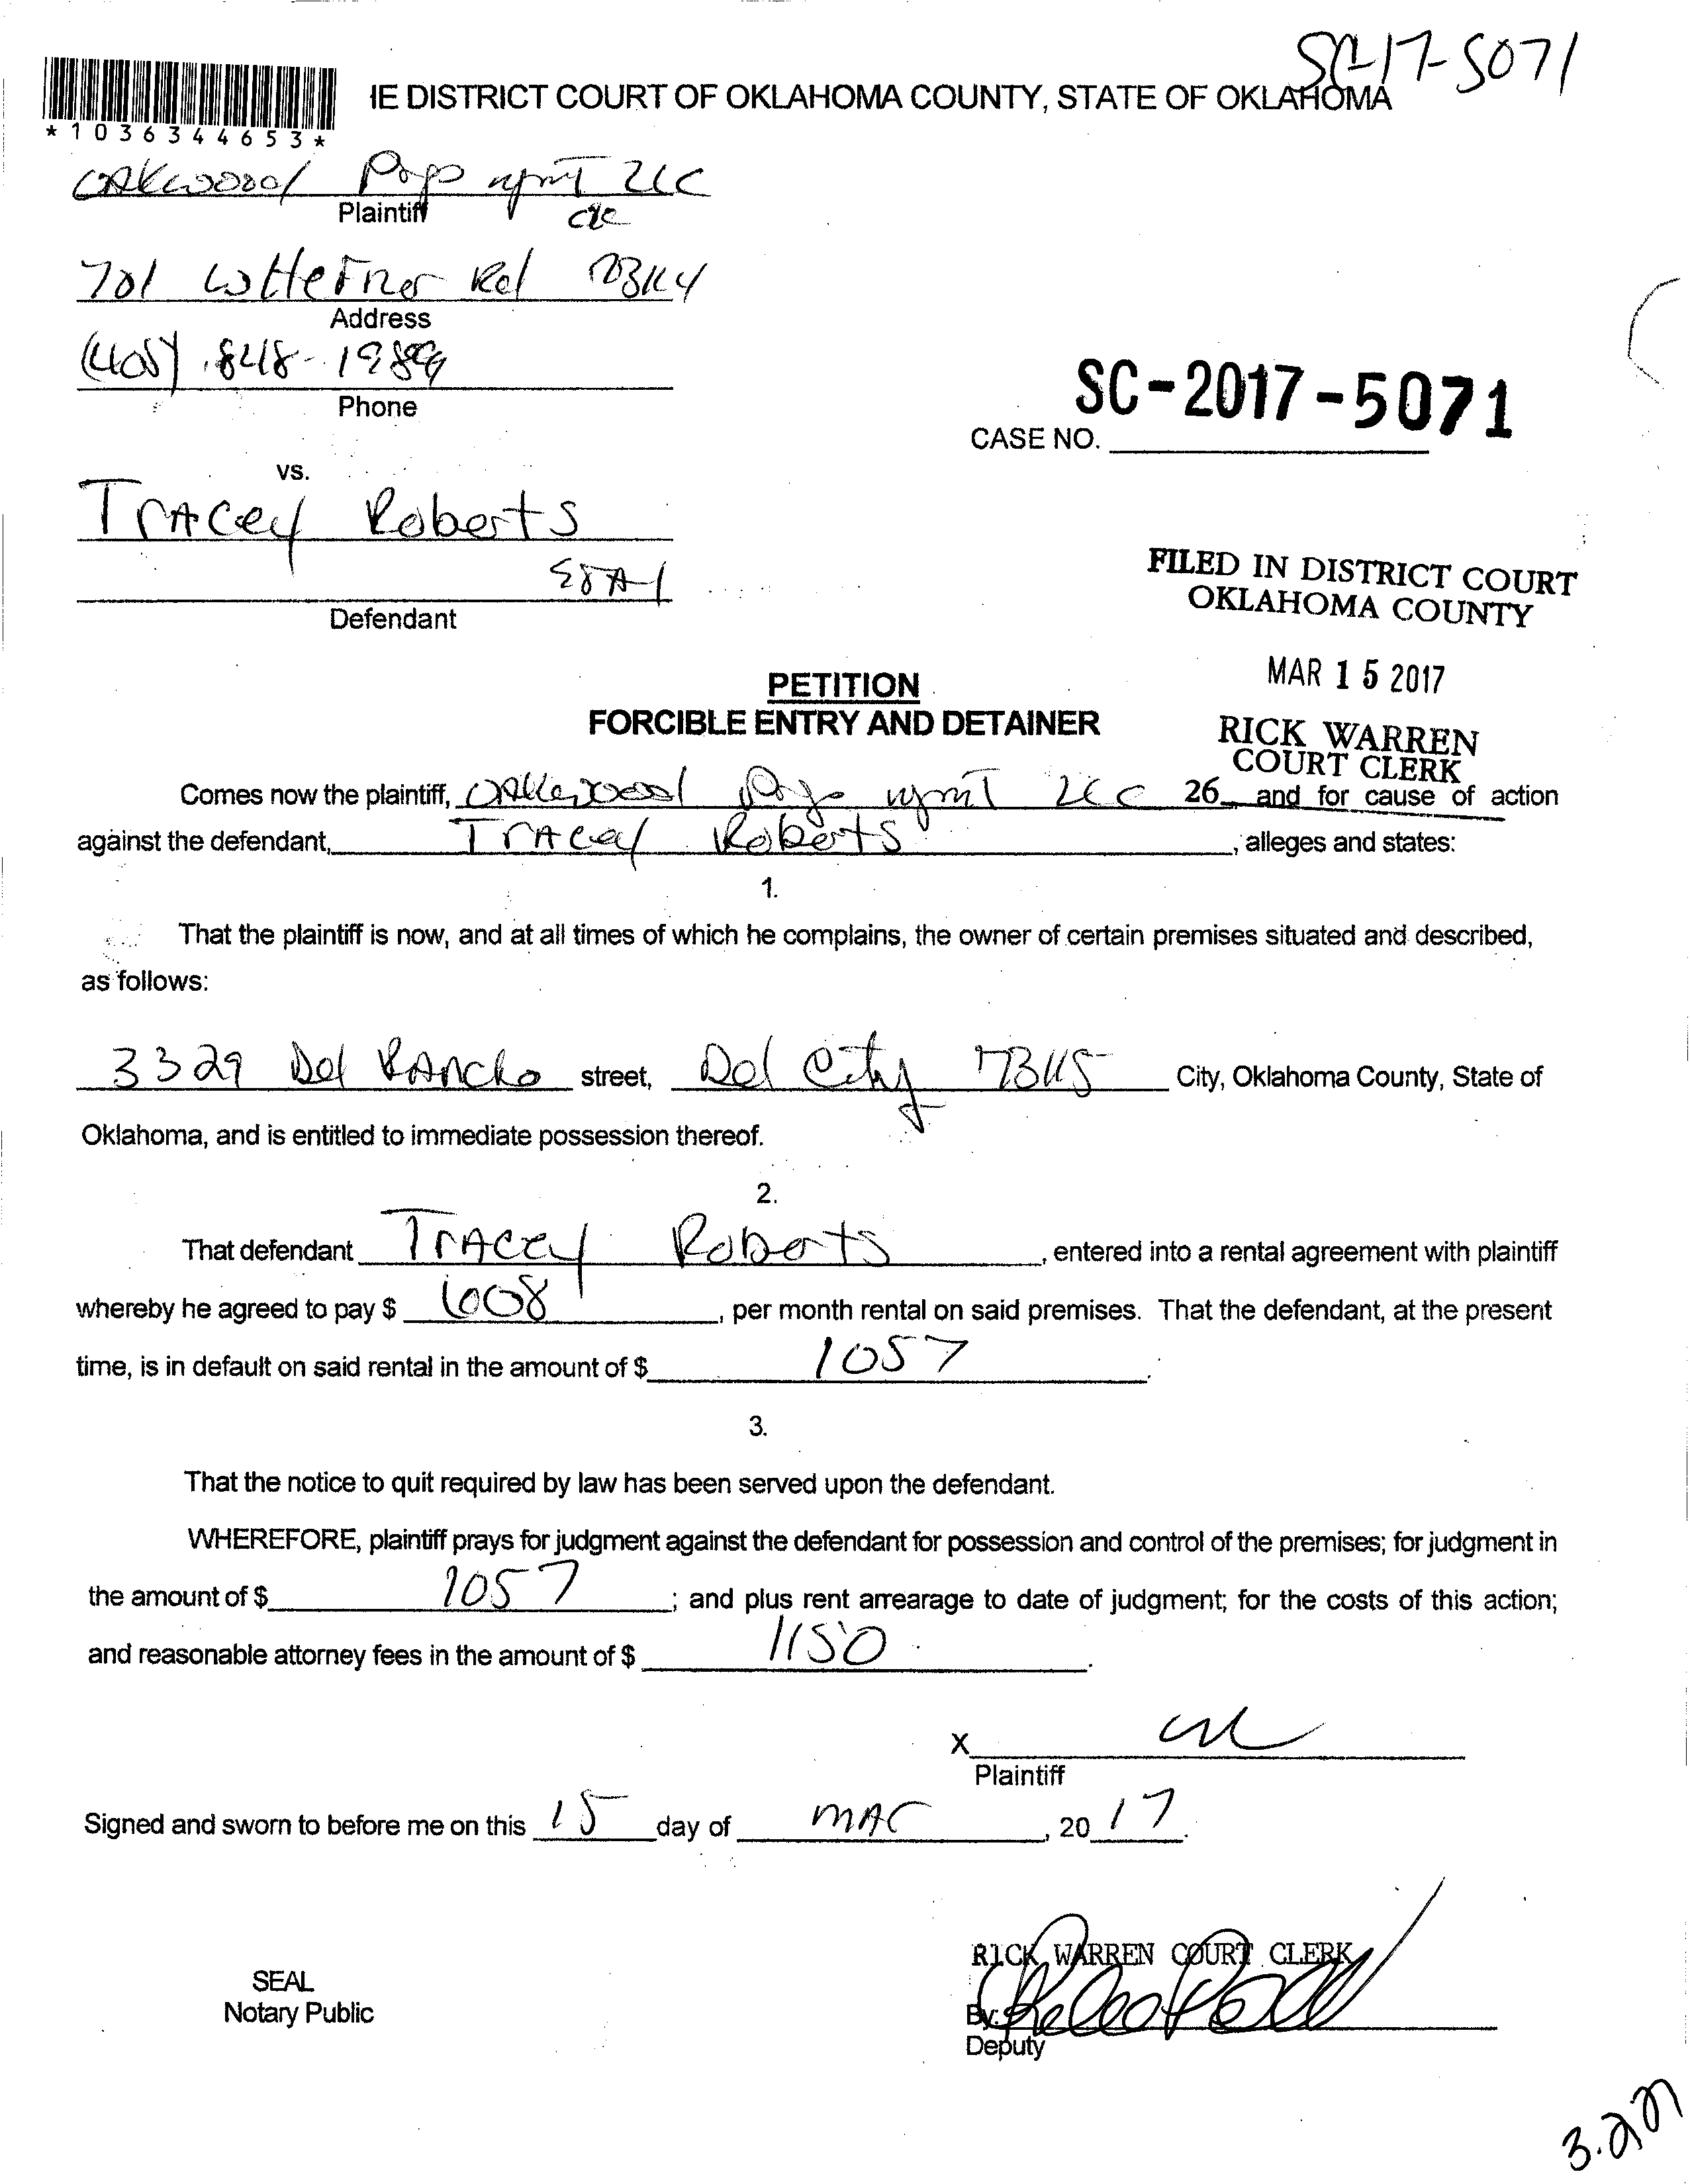 SC-17-5071
IE DISTRICT COURT OF OKLAHOMA COUNTY, STATE OF OKLAHOMA
*1036344653*
OAKwood Prop mgmT LLC
Plaintiff
Rd 73114
Address
(405) 848-1989
Phone
SC-2017-5071
CASE NO.
vs.
TrAcey Roberts
Defendant
FILED IN DISTRICT COURT
OKLAHOMA COUNTY
MAR 15 2017
RICK WARREN
COURT CLERK
PETITION
FORCIBLE ENTRY AND DETAINER
Comes now the plaintiff, OAKwood Prop mgmT LLC 26 and for cause of action
against the defendant, TrAcey Roberts, alleges and states:
1.
That the plaintiff is now, and at all times of which he complains, the owner of certain premises situated and described,
as follows:
3329 Del RAncho street, Del City 73115 City, Oklahoma County, State of
Oklahoma, and is entitled to immediate possession thereof.
2.
That defendant TrAcey Roberts, entered into a rental agreement with plaintiff
whereby he agreed to pay $ 608, per month rental on said premises. That the defendant, at the present
time, is in default on said rental in the amount of $ 1057.
3.
That the notice to quit required by law has been served upon the defendant.
WHEREFORE, plaintiff prays for judgment against the defendant for possession and control of the premises; for judgment in
the amount of $ 1057; and plus rent arrearage to date of judgment; for the costs of this action;
and reasonable attorney fees in the amount of $ 1150.
X
Plaintiff
Signed and sworn to before me on this 15 day of mAr, 2017.
RICK WARREN COURT CLERK
SEAL
Notary Public
By:
Deputy